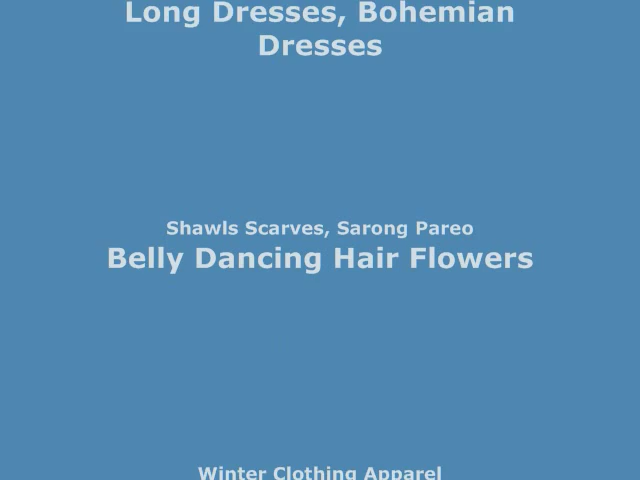 Long Dresses, Bohemian
Dresses
Shawls Scarves, Sarong Pareo
Belly Dancing Hair Flowers
Winter Clothing Apparel